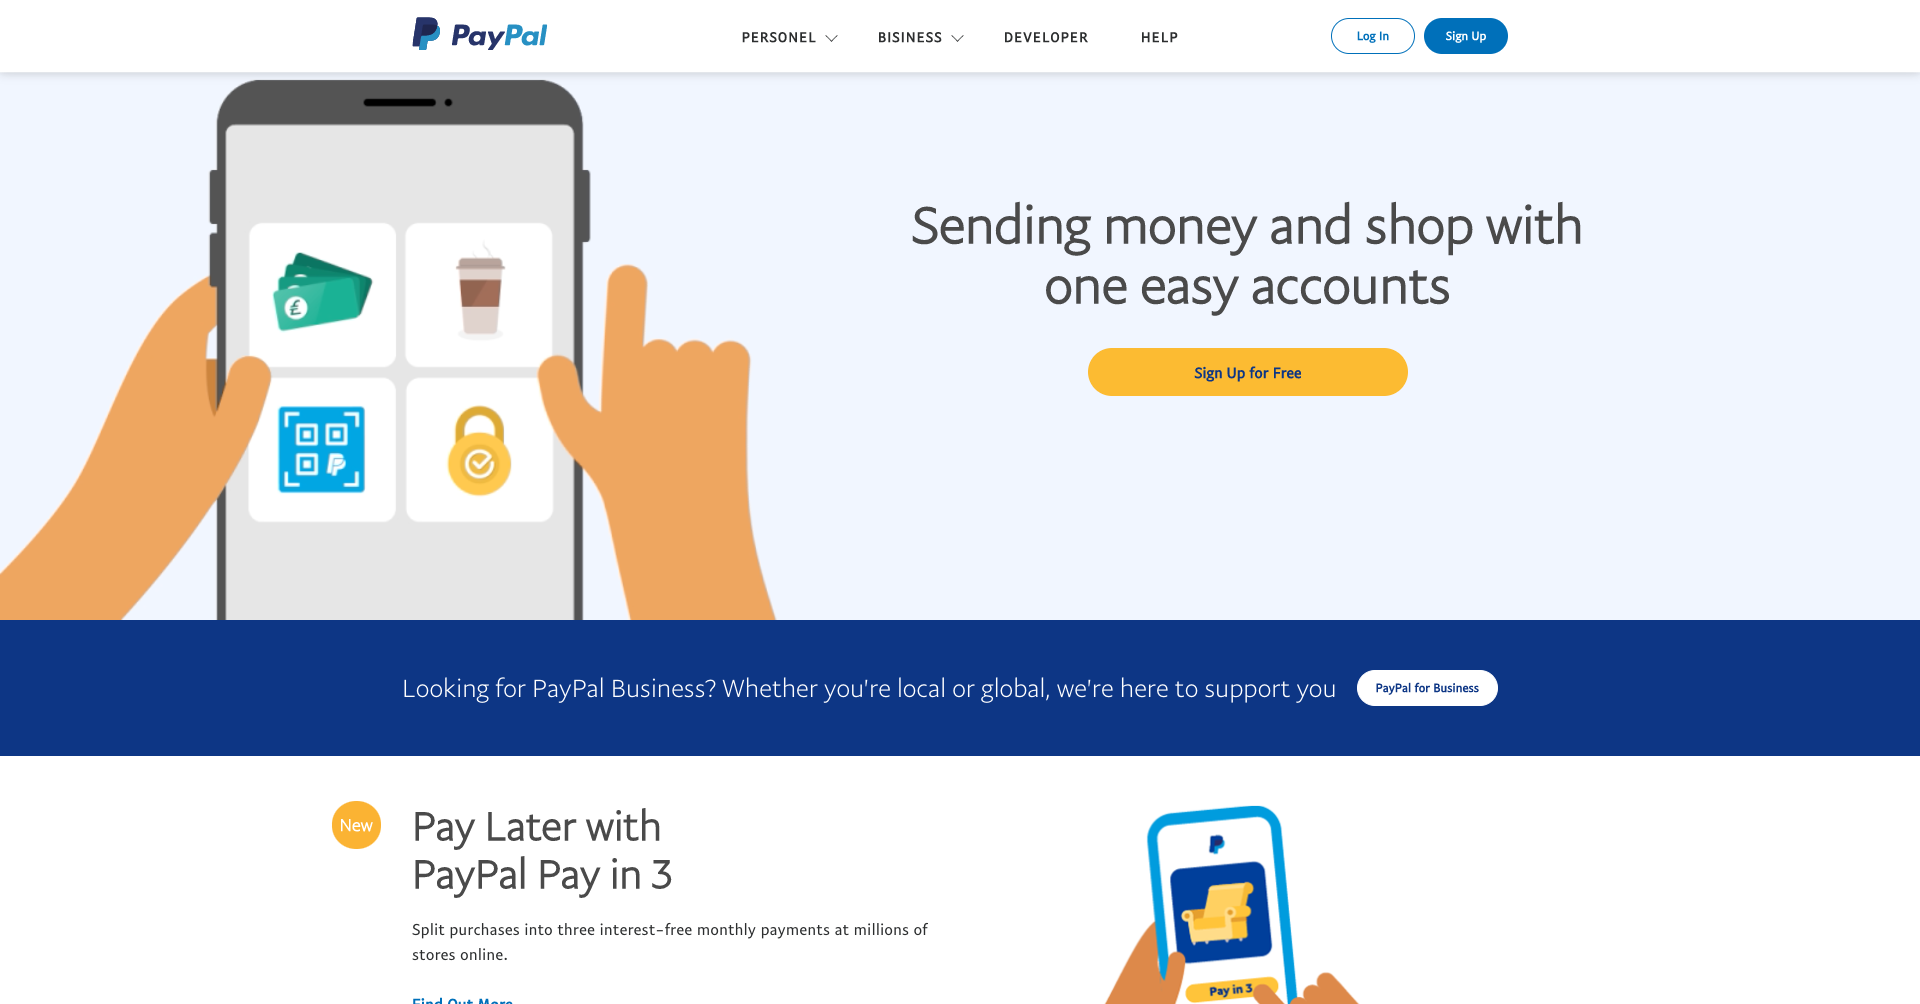 PayPal
PERSONEL
BISINESS
DEVELOPER
HELP
Log In
Sign Up
£
Sending money and shop with
one easy accounts
Sign Up for Free
Looking for PayPal Business? Whether you're local or global, we're here to support you
PayPal for Business
New
Pay Later with
PayPal Pay in 3
Split purchases into three interest-free monthly payments at millions of
stores online.
Find Out More
Pay in 3